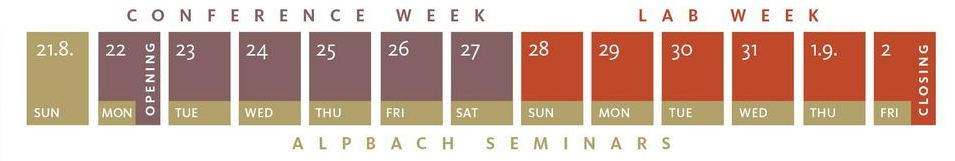 CONFERENCE WEEK LAB WEEK
21.8. 22 23 24 25 26 27 28 29 30 31 1.9. 2
OPENING CLOSING
SUN MON TUE WED THU FRI SAT SUN MON TUE WED THU FRI
ALPBACH SEMINARS